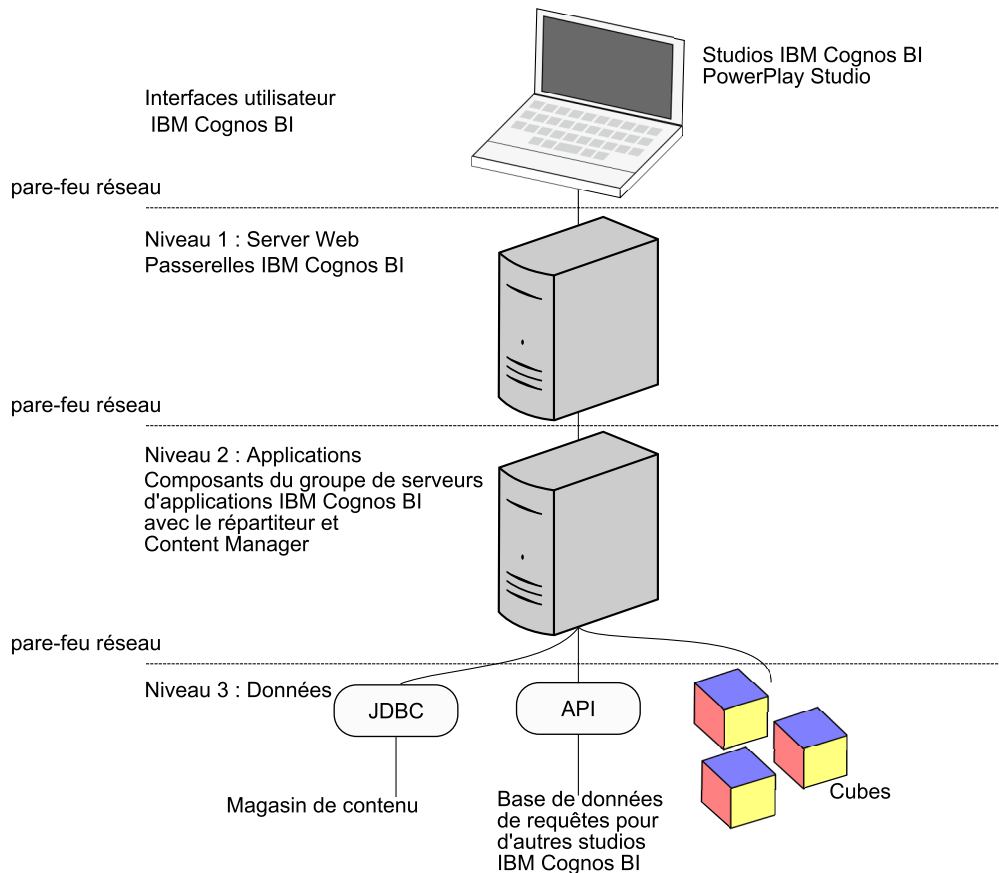 Studios IBM Cognos BI
PowerPlay Studio
Interfaces utilisateur
IBM Cognos BI
pare-feu réseau
Niveau 1 : Server Web
Passerelles IBM Cognos BI
pare-feu réseau
Niveau 2 : Applications
Composants du groupe de serveurs
d'applications IBM Cognos BI
avec le répartiteur et
Content Manager
pare-feu réseau
Niveau 3 : Données
JDBC
API
Cubes
Magasin de contenu
Base de données
de requêtes pour
d'autres studios
IBM Cognos BI